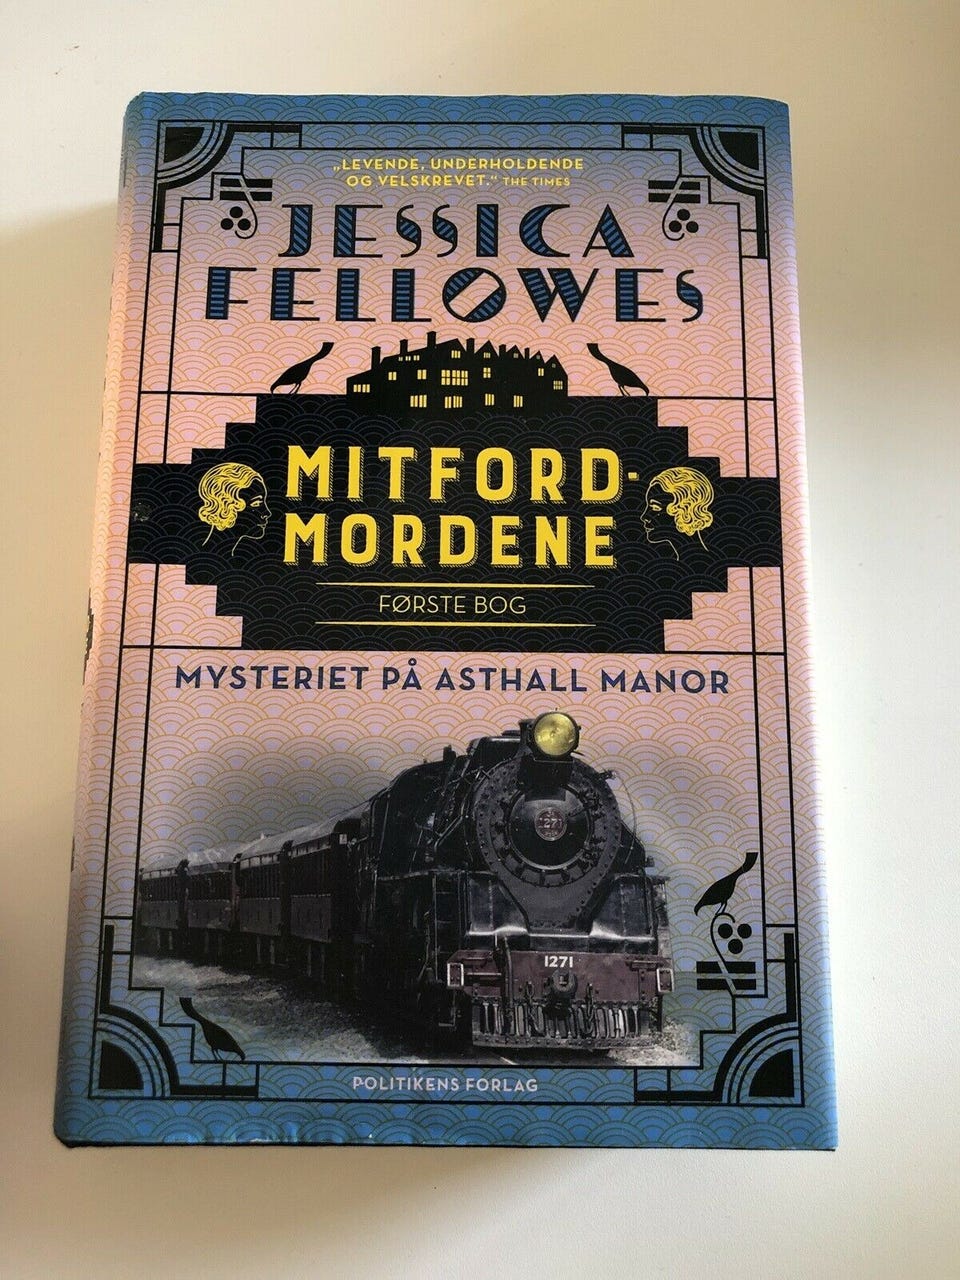 „LEVENDE, UNDERHOLDENDE
OG VELSKREVET.“ THE TIMES
JESSICA
FELLOWES
MITFORD-
MORDENE
FØRSTE BOG
MYSTERIET PÅ ASTHALL MANOR
1271
1271
POLITIKENS FORLAG